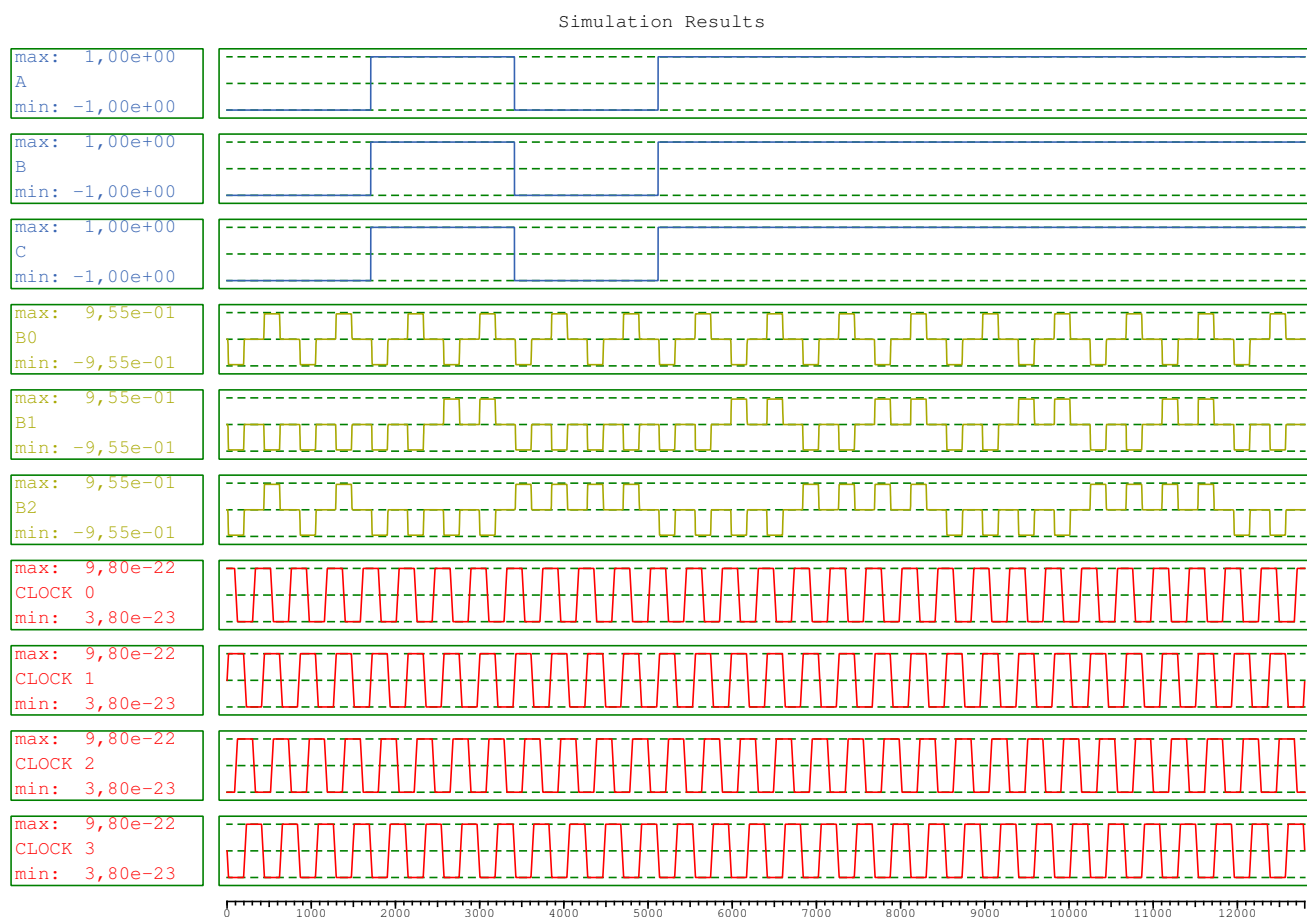 Simulation Results
max: 1,00e+00
A
min: -1,00e+00
max: 1,00e+00
B
min: -1,00e+00
max: 1,00e+00
C
min: -1,00e+00
max: 9,55e-01
B0
min: -9,55e-01
max: 9,55e-01
B1
min: -9,55e-01
max: 9,55e-01
B2
min: -9,55e-01
max: 9,80e-22
CLOCK 0
min: 3,80e-23
max: 9,80e-22
CLOCK 1
min: 3,80e-23
max: 9,80e-22
CLOCK 2
min: 3,80e-23
max: 9,80e-22
CLOCK 3
min: 3,80e-23
0 1000 2000 3000 4000 5000 6000 7000 8000 9000 10000 11000 12000